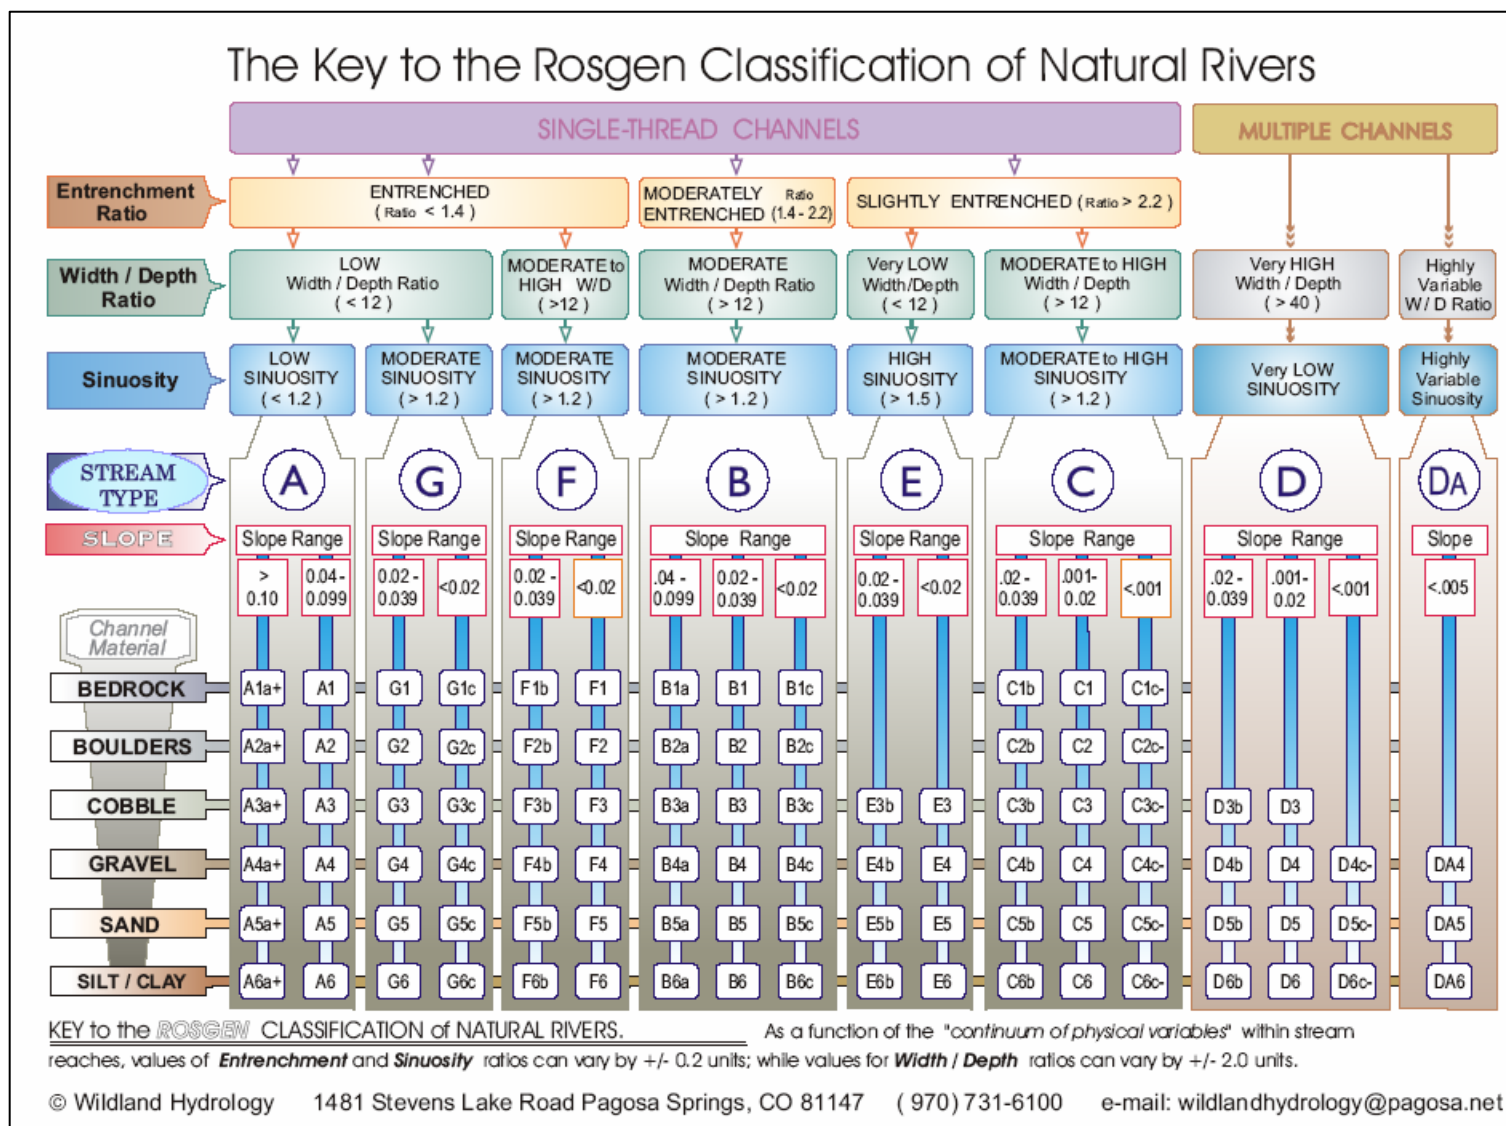 The Key to the Rosgen Classification of Natural Rivers
SINGLE-THREAD CHANNELS
MULTIPLE CHANNELS
Entrenchment
Ratio
ENTRENCHED
( Ratio < 1.4 )
MODERATELY Ratio
ENTRENCHED (1.4 - 2.2)
SLIGHTLY ENTRENCHED ( Ratio > 2.2 )
Width / Depth
Ratio
LOW
Width / Depth Ratio
( < 12 )
MODERATE to
HIGH W/D
(>12 )
MODERATE
Width / Depth Ratio
( > 12 )
Very LOW
Width/Depth
( < 12 )
MODERATE to HIGH
Width / Depth
( > 12 )
Very HIGH
Width / Depth
( > 40 )
Highly
Variable
W / D Ratio
Sinuosity
LOW
SINUOSITY
( < 1.2 )
MODERATE
SINUOSITY
( > 1.2 )
MODERATE
SINUOSITY
( > 1.2 )
MODERATE
SINUOSITY
( > 1.2 )
HIGH
SINUOSITY
( > 1.5 )
MODERATE to HIGH
SINUOSITY
( > 1.2 )
Very LOW
SINUOSITY
Highly
Variable
Sinuosity
STREAM
TYPE
A G F B E C D DA
SLOPE
Slope Range Slope Range Slope Range Slope Range Slope Range Slope Range Slope Range Slope
> 0.10
0.04 - 0.099
0.02 - 0.039
<0.02
0.02 - 0.039
<0.02
.04 - 0.099
0.02 - 0.039
<0.02
0.02 - 0.039
<0.02
.02 - 0.039
.001- 0.02
<.001
.02 - 0.039
.001- 0.02
<.001
<.005
Channel
Material
BEDROCK A1a+ A1 G1 G1c F1b F1 B1a B1 B1c C1b C1 C1c-
BOULDERS A2a+ A2 G2 G2c F2b F2 B2a B2 B2c C2b C2 C2c-
COBBLE A3a+ A3 G3 G3c F3b F3 B3a B3 B3c E3b E3 C3b C3 C3c- D3b D3
GRAVEL A4a+ A4 G4 G4c F4b F4 B4a B4 B4c E4b E4 C4b C4 C4c- D4b D4 D4c- DA4
SAND A5a+ A5 G5 G5c F5b F5 B5a B5 B5c E5b E5 C5b C5 C5c- D5b D5 D5c- DA5
SILT / CLAY A6a+ A6 G6 G6c F6b F6 B6a B6 B6c E6b E6 C6b C6 C6c- D6b D6 D6c- DA6
KEY to the ROSGEN CLASSIFICATION of NATURAL RIVERS. As a function of the "continuum of physical variables" within stream
reaches, values of Entrenchment and Sinuosity ratios can vary by +/- 0.2 units; while values for Width / Depth ratios can vary by +/- 2.0 units.
© Wildland Hydrology 1481 Stevens Lake Road Pagosa Springs, CO 81147 ( 970) 731-6100 e-mail: wildlandhydrology@pagosa.net